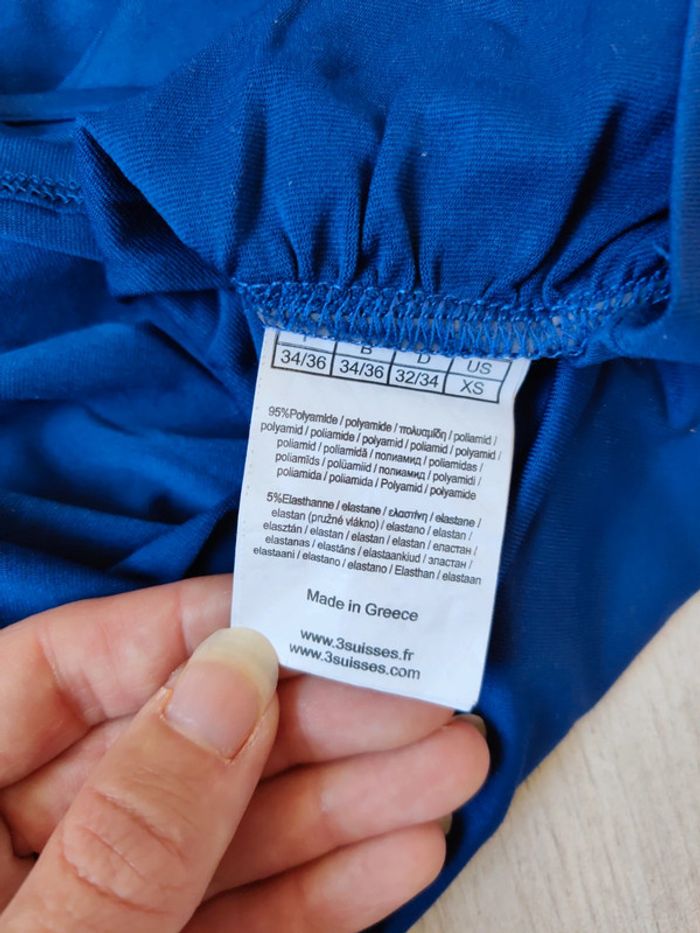 B D US
34/36 34/36 32/34 XS
95%Polyamide / polyamide / πολυαμίδη / poliamid /
polyamid / poliamide / polyamid / poliamid / polyamid /
poliamid / poliamidă / полиамид / poliamidas /
poliamīds / polüamiid / полиамид / polyamidi /
poliamida / poliamida / Polyamid / polyamide
5%Elasthanne / elastane / ελαστίνη / elastane /
elastan (pružné vlákno) / elastano / elastan /
elasztán / elastan / elastan / elastan / еластан /
elastanas / elastāns / elastaankiud / эластан /
elastaani / elastano / elastano / Elasthan / elastaan
Made in Greece
www.3suisses.fr
www.3suisses.com